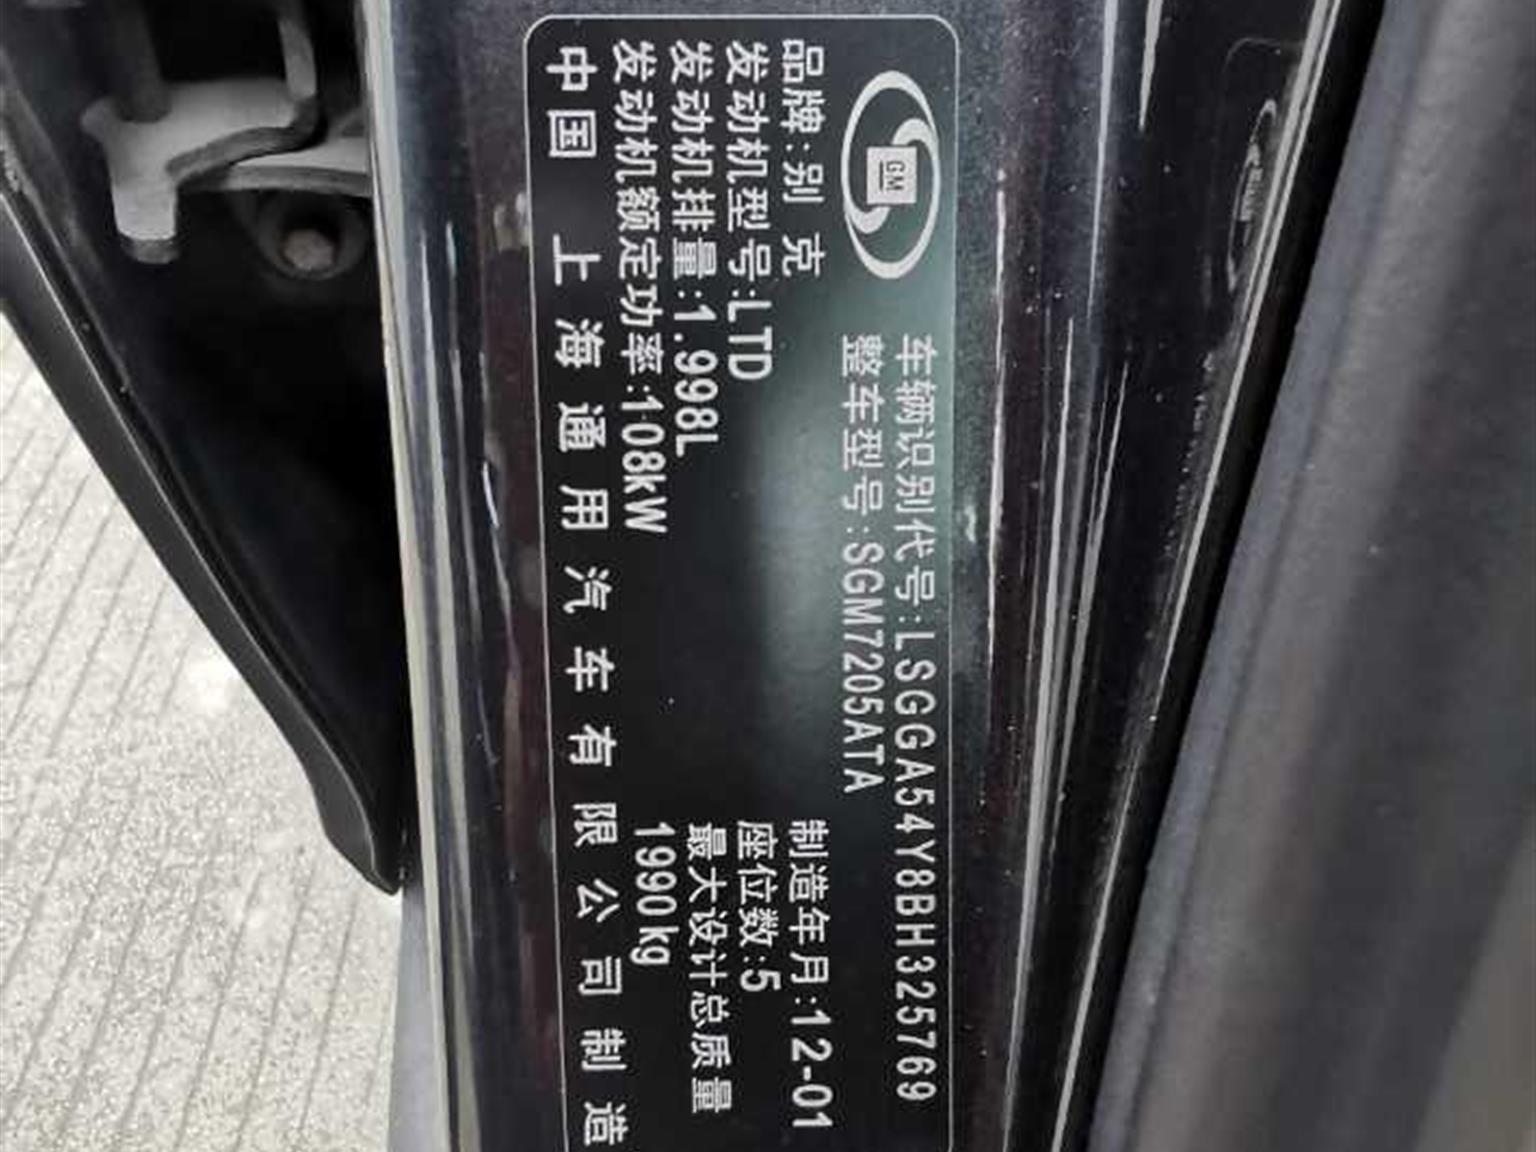 GM
车辆识别代号:LSGGA54Y8BH325769
整车型号:SGM7205ATA
品牌:别 克
发动机型号:LTD
发动机排量:1.998L
发动机额定功率:108kW
制造年月:12-01
座位数:5
最大设计总质量
1990kg
中国 上海通用汽车有限公司制造